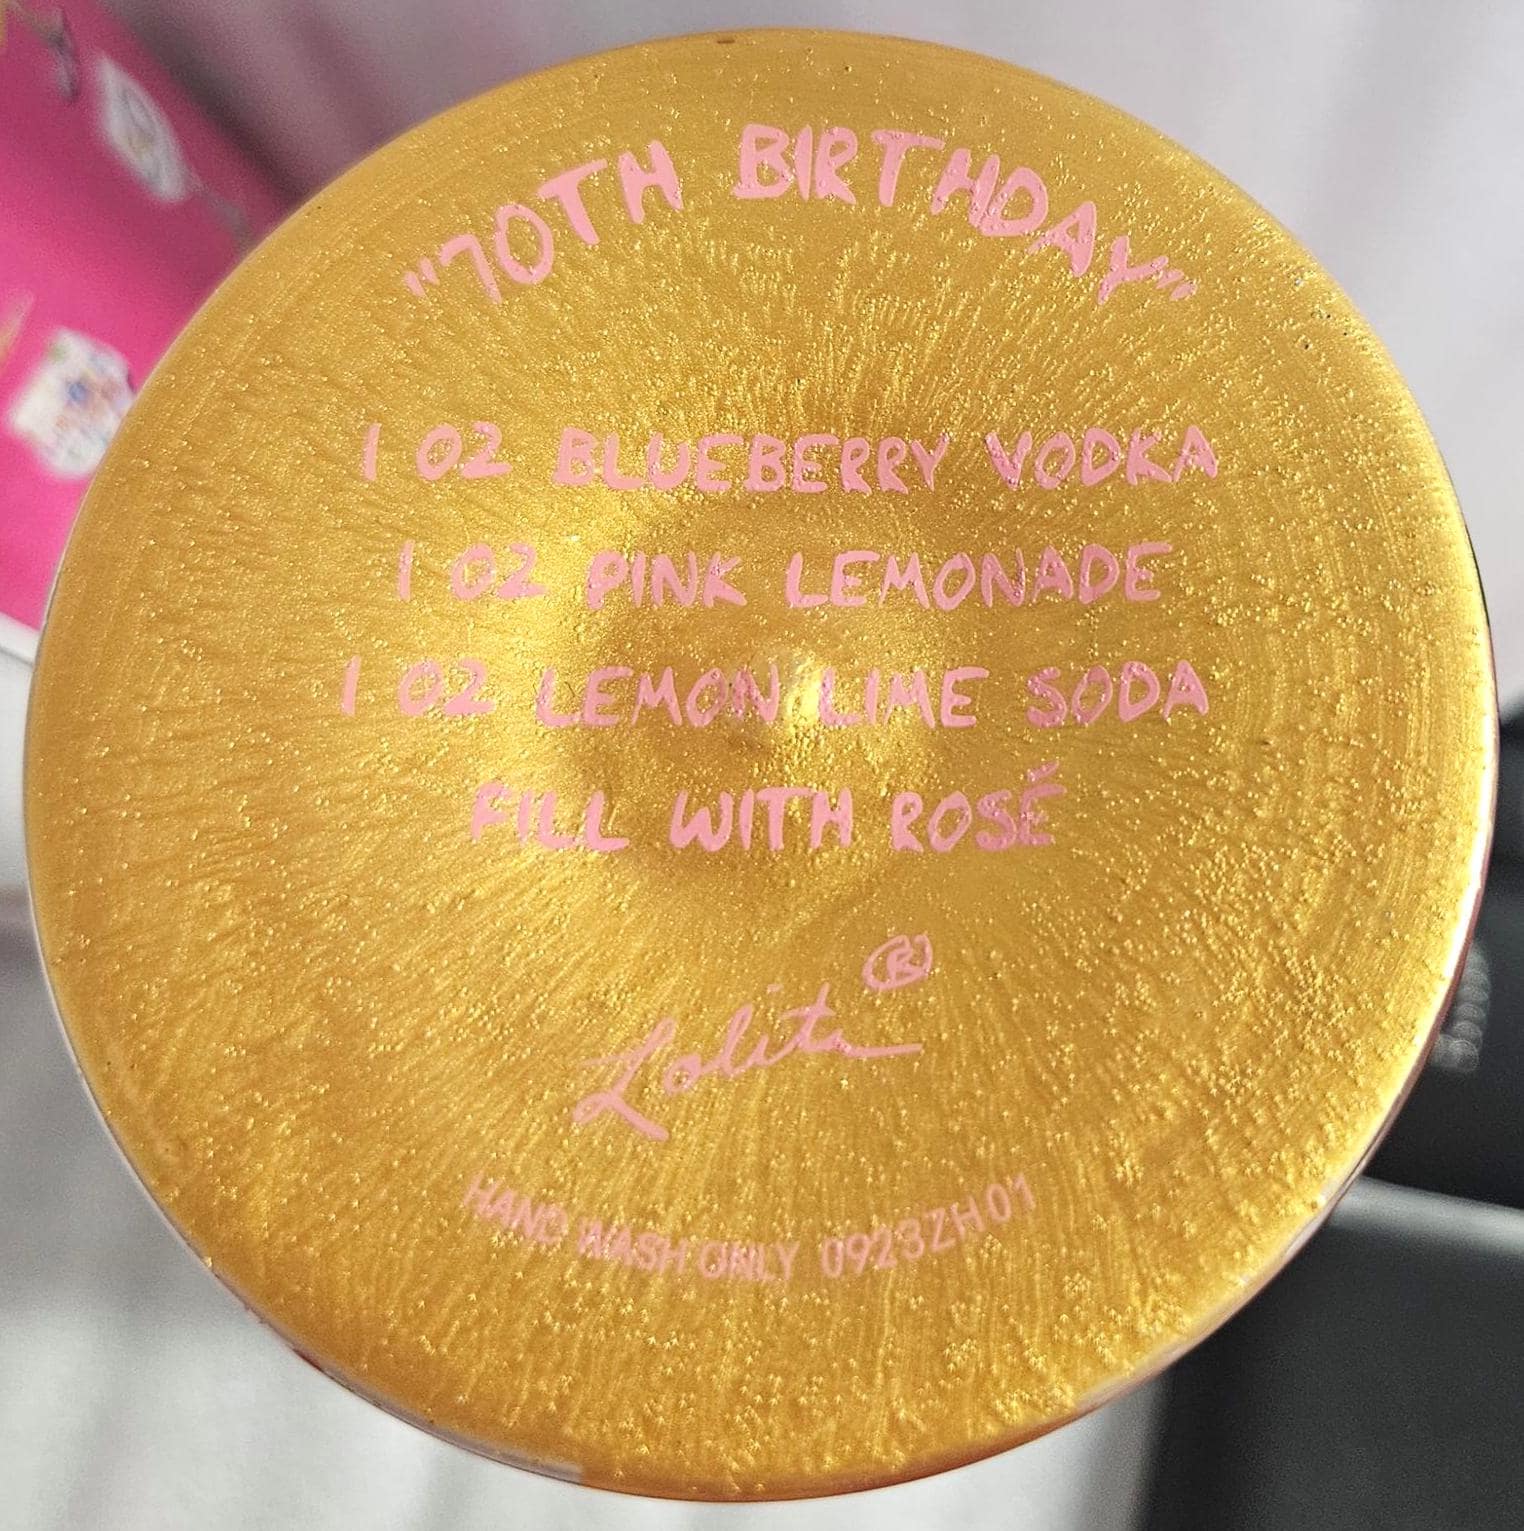 "70TH BIRTHDAY"
1 OZ BLUEBERRY VODKA
1 OZ PINK LEMONADE
1 OZ LEMON LIME SODA
FILL WITH ROSÉ
Lolita®
HAND WASH ONLY 0923ZH01